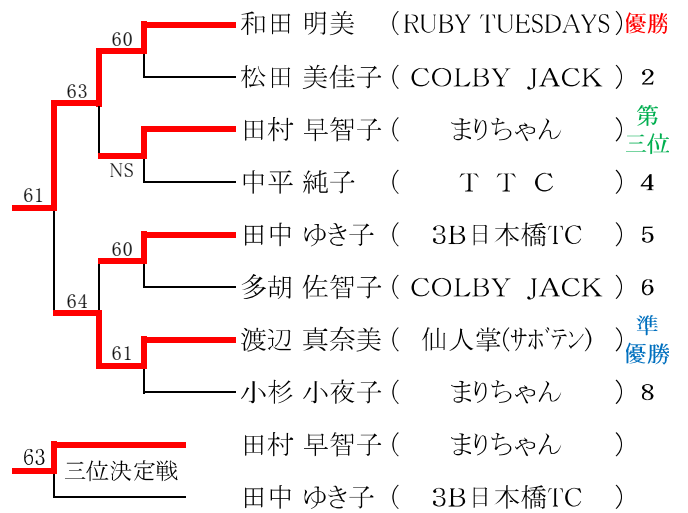 和田 明美 (RUBY TUESDAYS) 優勝
60
松田 美佳子 ( COLBY JACK ) 2
63
田村 早智子 ( まりちゃん ) 第三位
NS
中平 純子 ( T T C ) 4
61
田中 ゆき子 ( 3B日本橋TC ) 5
60
多胡 佐智子 ( COLBY JACK ) 6
64
渡辺 真奈美 ( 仙人掌(ｻﾎﾞﾃﾝ) ) 準優勝
61
小杉 小夜子 ( まりちゃん ) 8
田村 早智子 ( まりちゃん )
63 三位決定戦
田中 ゆき子 ( 3B日本橋TC )